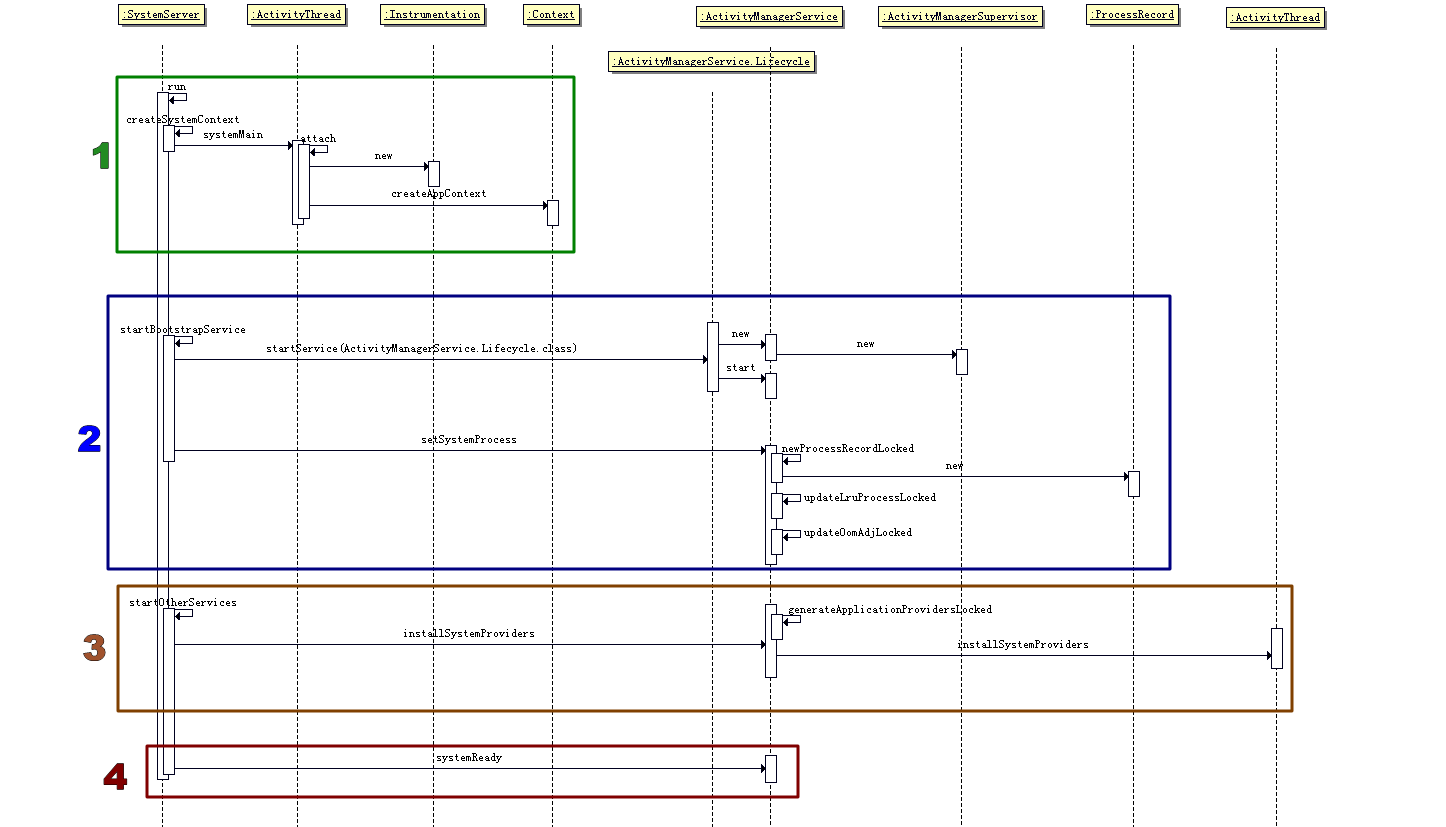 :SystemServer
:ActivityThread
:Instrumentation
:Context
:ActivityManagerService
:ActivityManagerSupervisor
:ProcessRecord
:ActivityThread
:ActivityManagerService.Lifecycle
run
createSystemContext
systemMain
attach
1
new
createAppContext
startBootstrapService
new
new
startService(ActivityManagerService.Lifecycle.class)
start
2
setSystemProcess
newProcessRecordLocked
new
updateLruProcessLocked
updateOomAdjLocked
startOtherServices
generateApplicationProvidersLocked
installSystemProviders
installSystemProviders
3
systemReady
4